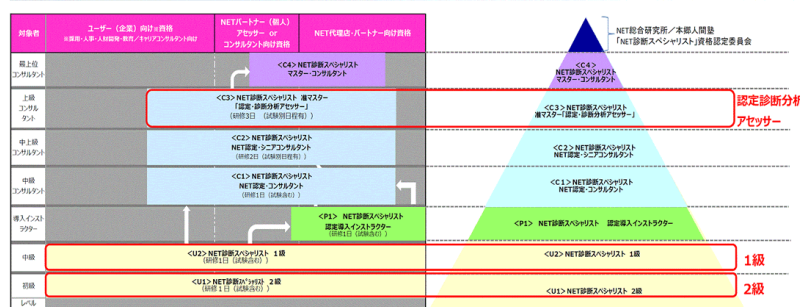 対象者
ユーザー（企業）向け※資格
※採用・人事・人財開発・教育／キャリアコンサルタント向け
NETパートナー（個人）
アセッサー or
コンサルタント向け資格
NET代理店・パートナー向け資格
NET総合研究所／本郷人間塾
「NET診断スペシャリスト」資格認定委員会
最上位
コンサルタント
<C4> NET診断スペシャリスト
マスター・コンサルタント
<C4>
NET診断スペシャリスト
マスター・コンサルタント
上級
コンサル
タント
<C3> NET診断スペシャリスト 准マスター
「認定・診断分析アセッサー」
（研修3日 （試験別日程有））
<C3> NET診断スペシャリスト
准マスター「認定・診断分析アセッサー」
認定診断分析
アセッサー
中上級
コンサルタント
<C2> NET診断スペシャリスト
NET認定・シニアコンサルタント
（研修2日 （試験別日程有））
<C2> NET診断スペシャリスト
NET認定・シニアコンサルタント
中級
コンサルタント
<C1> NET診断スペシャリスト
NET認定・コンサルタント
（研修1日（試験含む））
<C1> NET診断スペシャリスト
NET認定・コンサルタント
導入インスト
ラクター
<P1> NET診断スペシャリスト
認定導入インストラクター
（研修1日（試験含む））
<P1> NET診断スペシャリスト 認定導入インストラクター
中級
<U2> NET診断スペシャリスト 1級
（研修1日（試験含む））
<U2> NET診断スペシャリスト 1級
1級
初級
<U1> NET診断スペシャリスト 2級
（研修１日（試験含む））
<U1> NET診断スペシャリスト 2級
2級
レベル